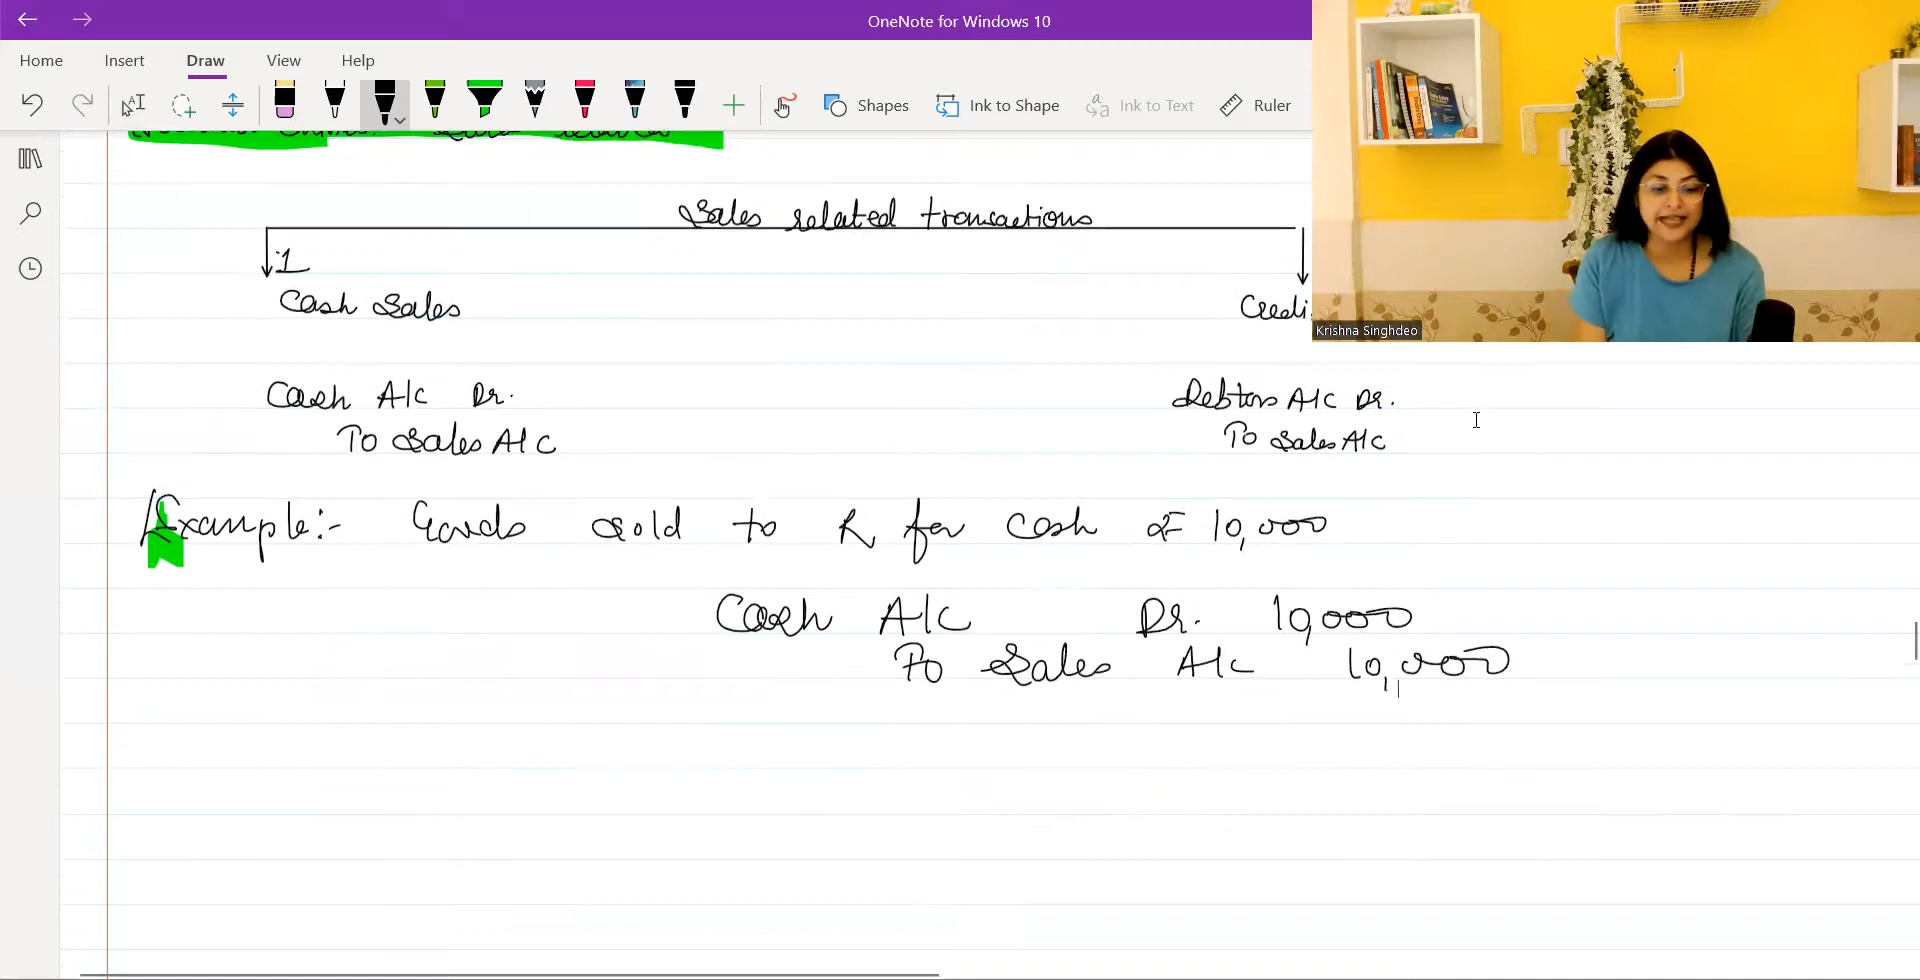 OneNote for Windows 10
Home Insert Draw View Help
Shapes Ink to Shape Ink to Text Ruler
Krishna Singhdeo
Sales related transactions
1
Cash Sales Credi
Cash A/c Dr. Debtors A/c Dr.
To Sales A/c To Sales A/c
Example:- Goods sold to R for cash ₹ 10,000
Cash A/c Dr. 10,000
To Sales A/c 10,000